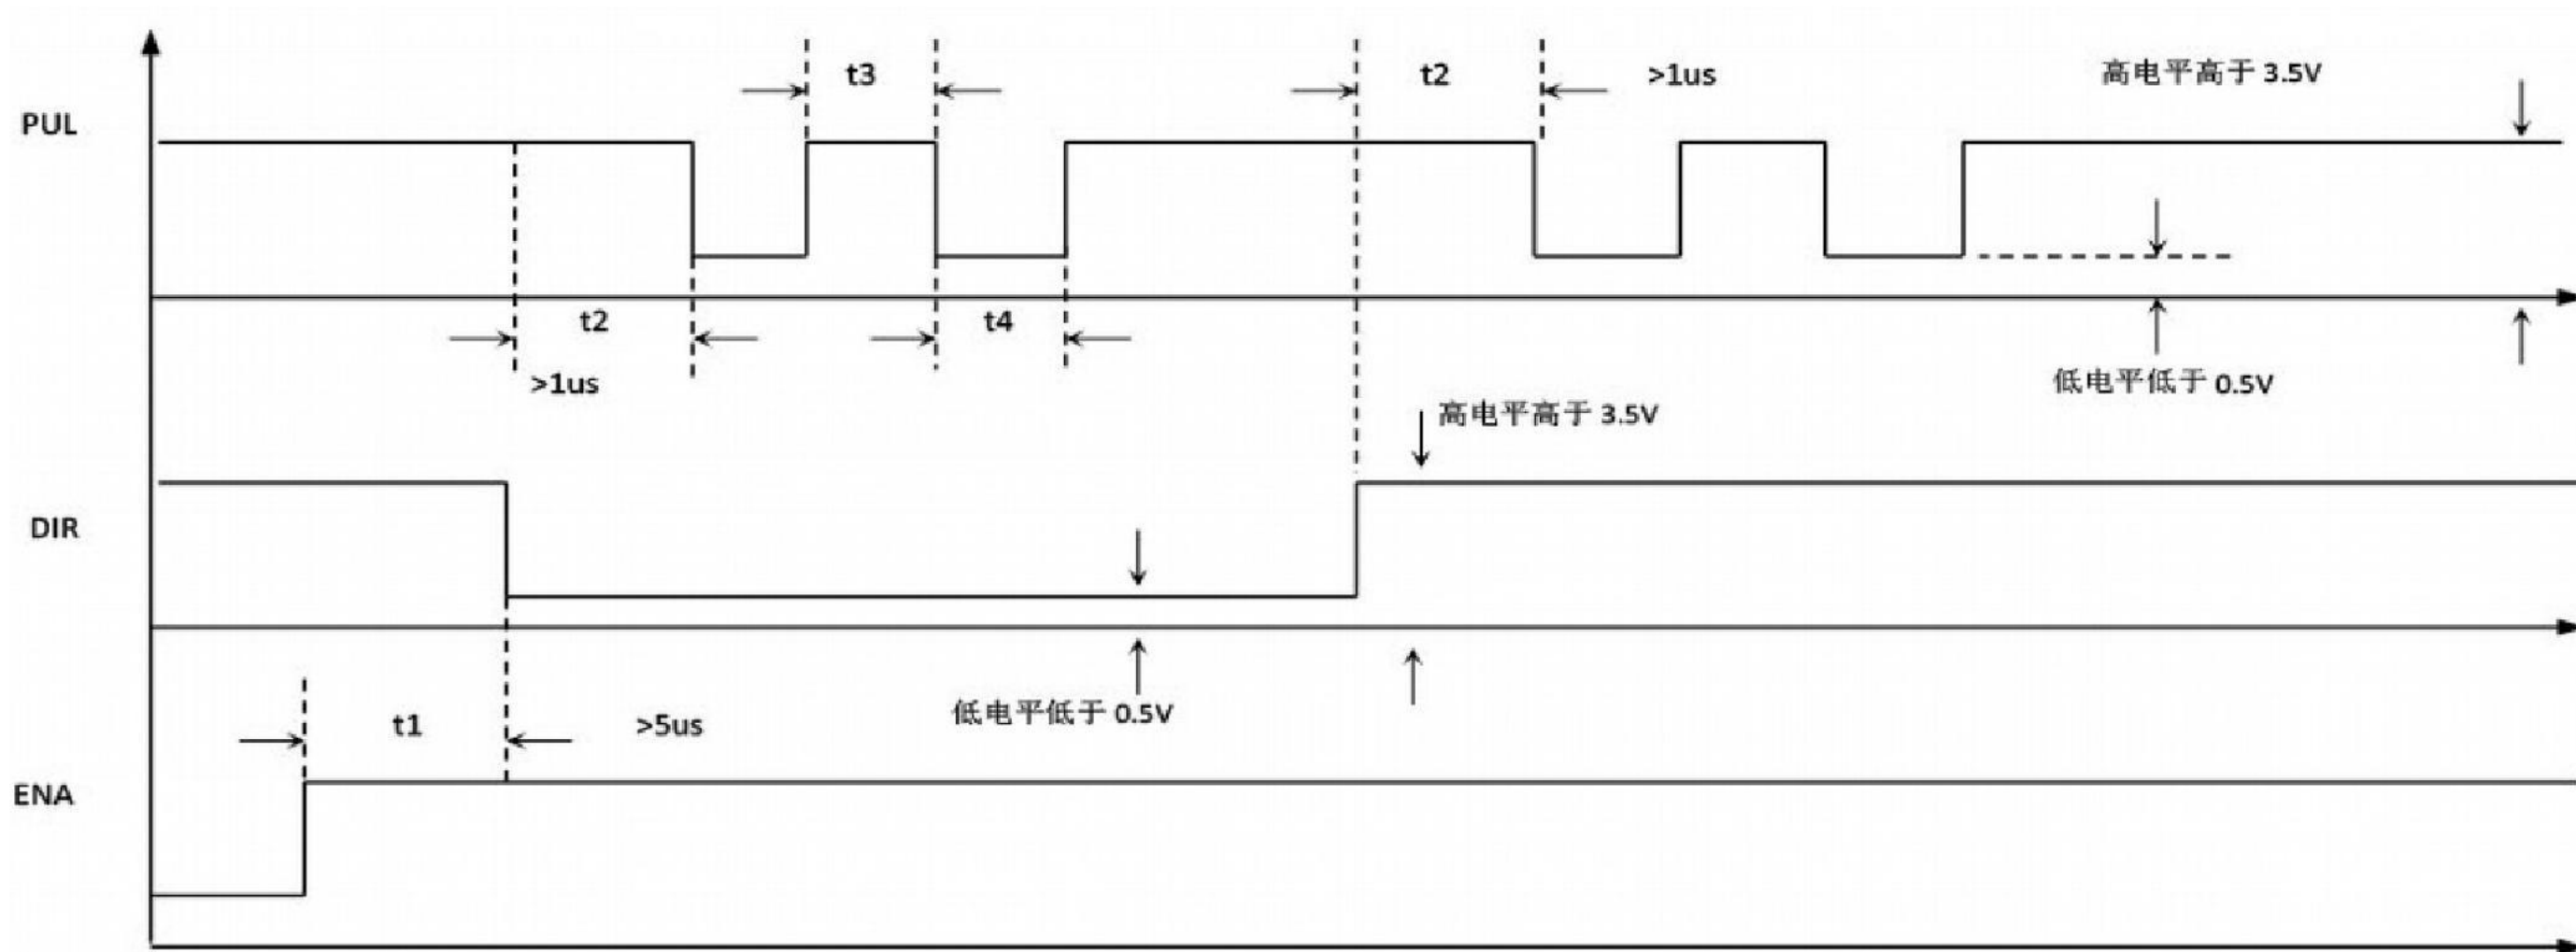 t3
t2
>1us
高电平高于 3.5V
PUL
t2
t4
>1us
低电平低于 0.5V
高电平高于 3.5V
DIR
低电平低于 0.5V
t1
>5us
ENA